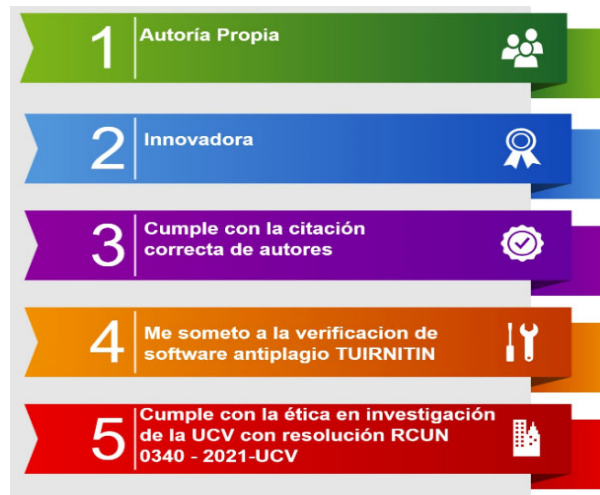 1
Autoría Propia
2
Innovadora
3
Cumple con la citación
correcta de autores
4
Me someto a la verificacion de
software antiplagio TUIRNITIN
5
Cumple con la ética en investigación
de la UCV con resolución RCUN
0340 - 2021-UCV